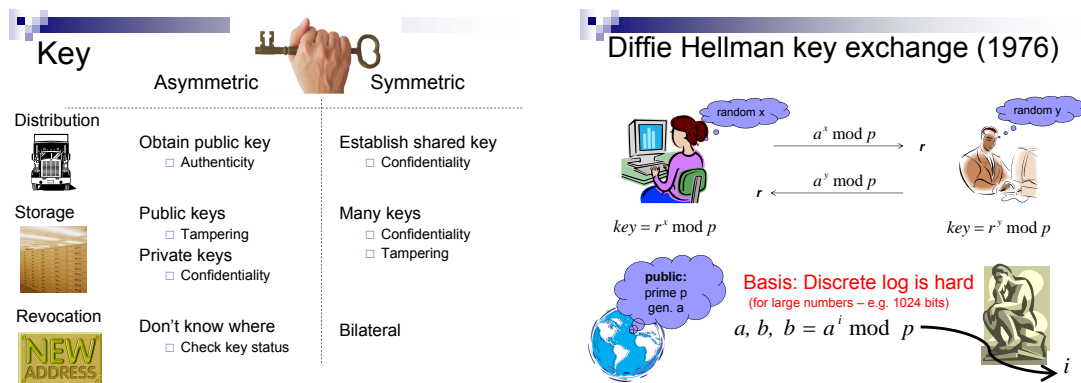 Key
Asymmetric Symmetric
Distribution
Obtain public key Establish shared key
Authenticity Confidentiality
Storage
Public keys Many keys
Tampering Confidentiality
Private keys Tampering
Confidentiality
Revocation
Don't know where Bilateral
Check key status
NEW
ADDRESS
Diffie Hellman key exchange (1976)
random x random y
a^x mod p
r
a^y mod p
r
key = r^x mod p key = r^y mod p
public:
prime p
gen. a
Basis: Discrete log is hard
(for large numbers – e.g. 1024 bits)
a, b, b = a^i mod p
i